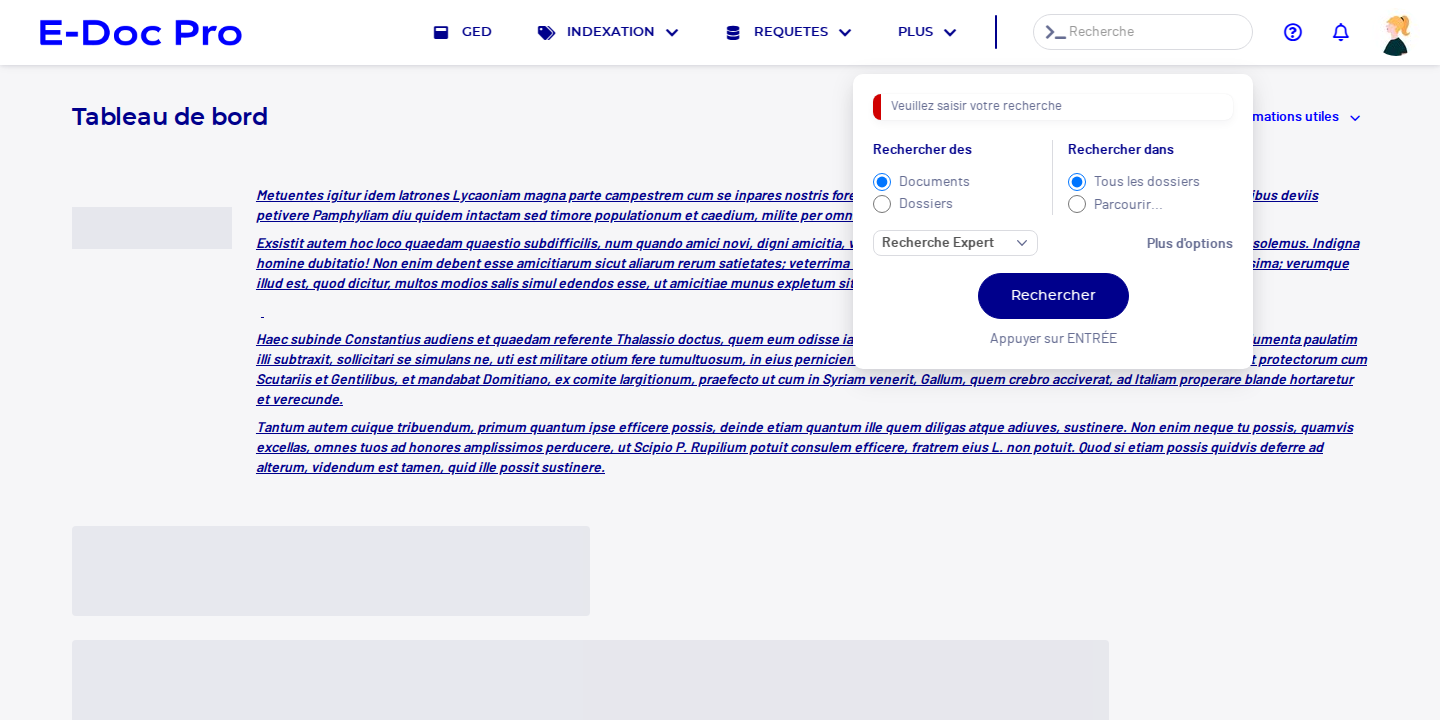 E-Doc Pro
GED
INDEXATION
REQUETES
PLUS
Recherche
Tableau de bord
mations utiles
Veuillez saisir votre recherche
Rechercher des
Rechercher dans
Documents
Tous les dossiers
Dossiers
Parcourir...
Recherche Expert
Plus d'options
Rechercher
Appuyer sur ENTRÉE
Metuentes igitur idem latrones Lycaoniam magna parte campestrem cum se inpares nostris fore ibus deviis
petivere Pamphyliam diu quidem intactam sed timore populationum et caedium, milite per omn
Exsistit autem hoc loco quaedam quaestio subdifficilis, num quando amici novi, digni amicitia, solemus. Indigna
homine dubitatio! Non enim debent esse amicitiarum sicut aliarum rerum satietates; veterrima sima; verumque
illud est, quod dicitur, multos modios salis simul edendos esse, ut amicitiae munus expletum sit
Haec subinde Constantius audiens et quaedam referente Thalassio doctus, quem eum odisse ia umenta paulatim
illi subtraxit, sollicitari se simulans ne, uti est militare otium fere tumultuosum, in eius pernicien t protectorum cum
Scutariis et Gentilibus, et mandabat Domitiano, ex comite largitionum, praefecto ut cum in Syriam venerit, Gallum, quem crebro acciverat, ad Italiam properare blande hortaretur
et verecunde.
Tantum autem cuique tribuendum, primum quantum ipse efficere possis, deinde etiam quantum ille quem diligas atque adiuves, sustinere. Non enim neque tu possis, quamvis
excellas, omnes tuos ad honores amplissimos perducere, ut Scipio P. Rupilium potuit consulem efficere, fratrem eius L. non potuit. Quod si etiam possis quidvis deferre ad
alterum, videndum est tamen, quid ille possit sustinere.